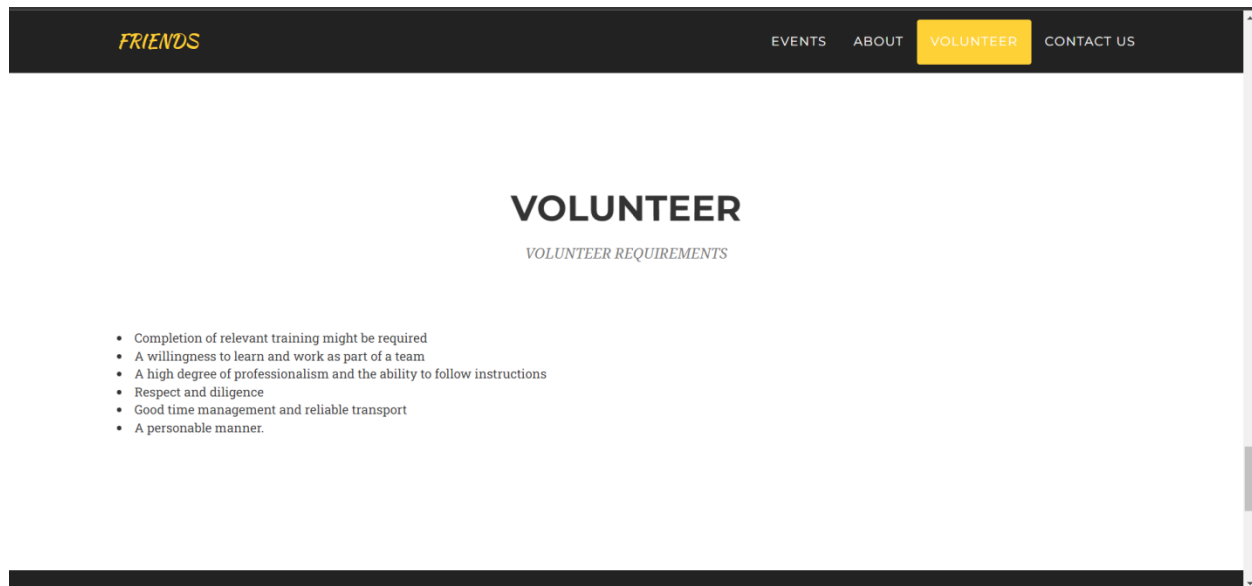 FRIENDS
EVENTS ABOUT VOLUNTEER CONTACT US
VOLUNTEER
VOLUNTEER REQUIREMENTS
• Completion of relevant training might be required
• A willingness to learn and work as part of a team
• A high degree of professionalism and the ability to follow instructions
• Respect and diligence
• Good time management and reliable transport
• A personable manner.